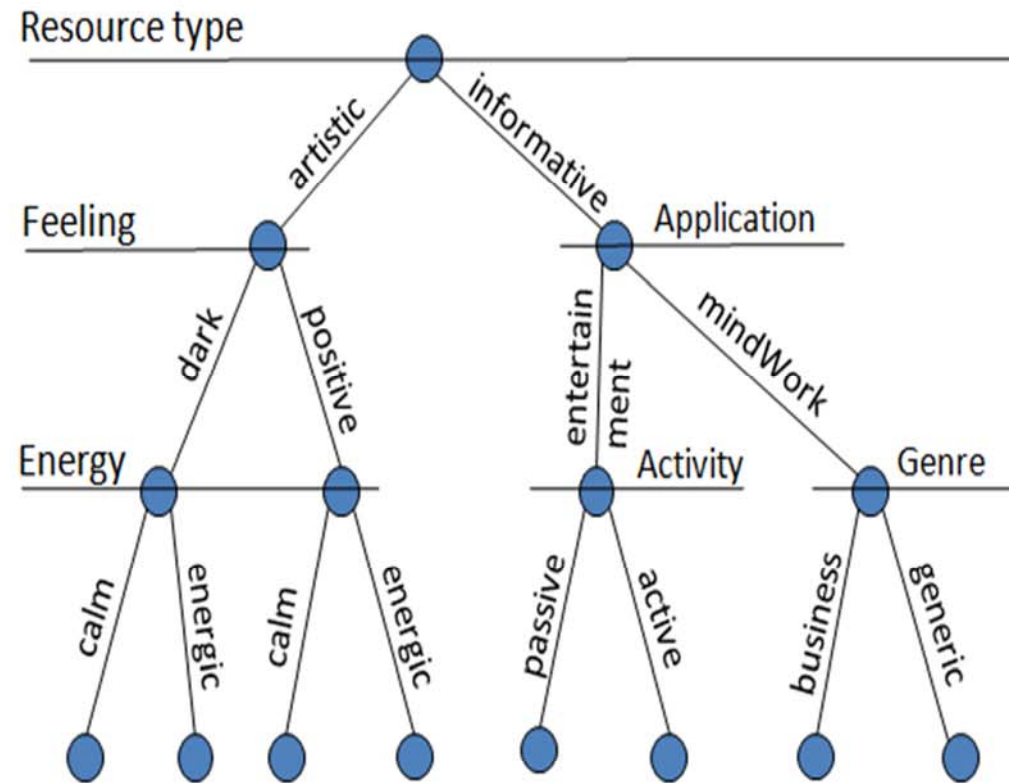 Resource type
artistic
informative
Feeling
Application
dark
positive
entertain
ment
mindWork
Energy
Activity
Genre
calm
energic
calm
energic
passive
active
business
generic